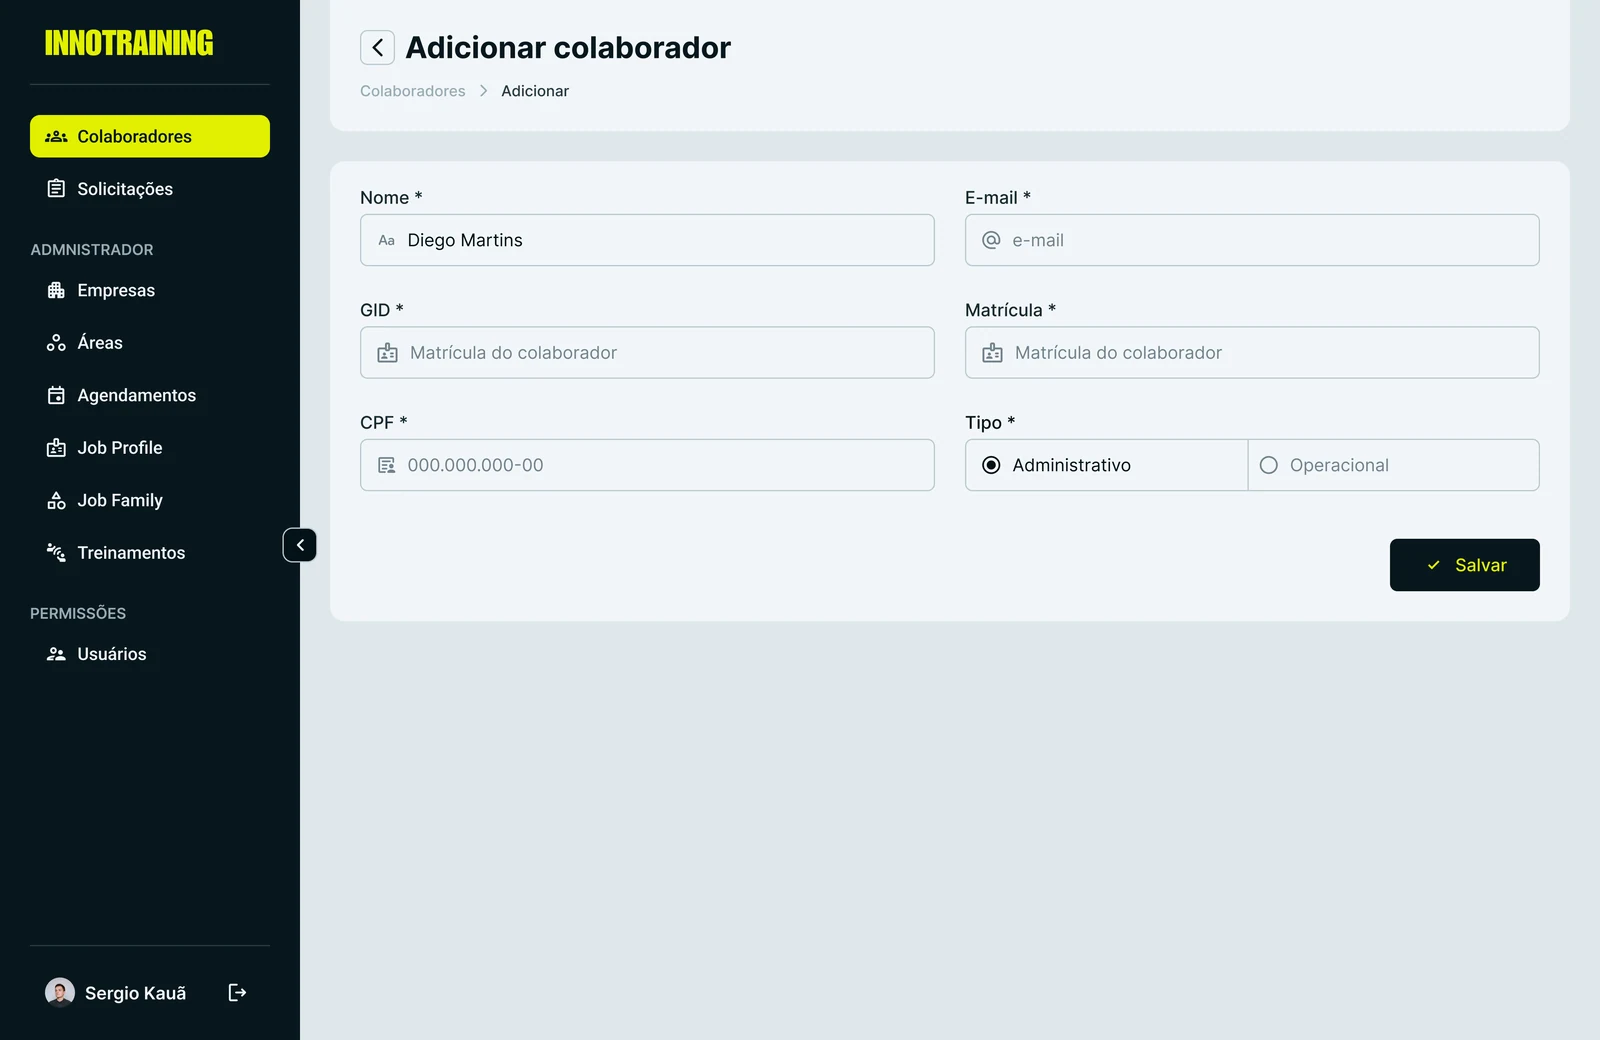 INNOTRAINING
Colaboradores
Solicitações
ADMNISTRADOR
Empresas
Áreas
Agendamentos
Job Profile
Job Family
Treinamentos
PERMISSÕES
Usuários
Sergio Kauã
Adicionar colaborador
Colaboradores > Adicionar
Nome *
Aa Diego Martins
E-mail *
@ e-mail
GID *
Matrícula do colaborador
Matrícula *
Matrícula do colaborador
CPF *
000.000.000-00
Tipo *
Administrativo
Operacional
Salvar